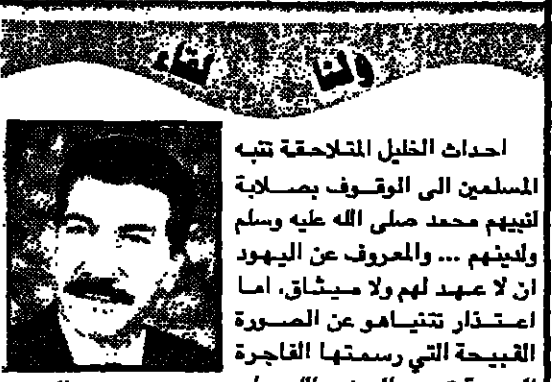 ولنا لقاء
احداث الخليل المتلاحقة تنبه
المسلمين الى الوقوف بصلابة
لنبيهم محمد صلى الله عليه وسلم
ولدينهم ... والمعروف عن اليهود
ان لا عهد لهم ولا ميثاق، اما
اعتذار نتنياهو عن الصورة
القبيحة التي رسمتها الفاجرة